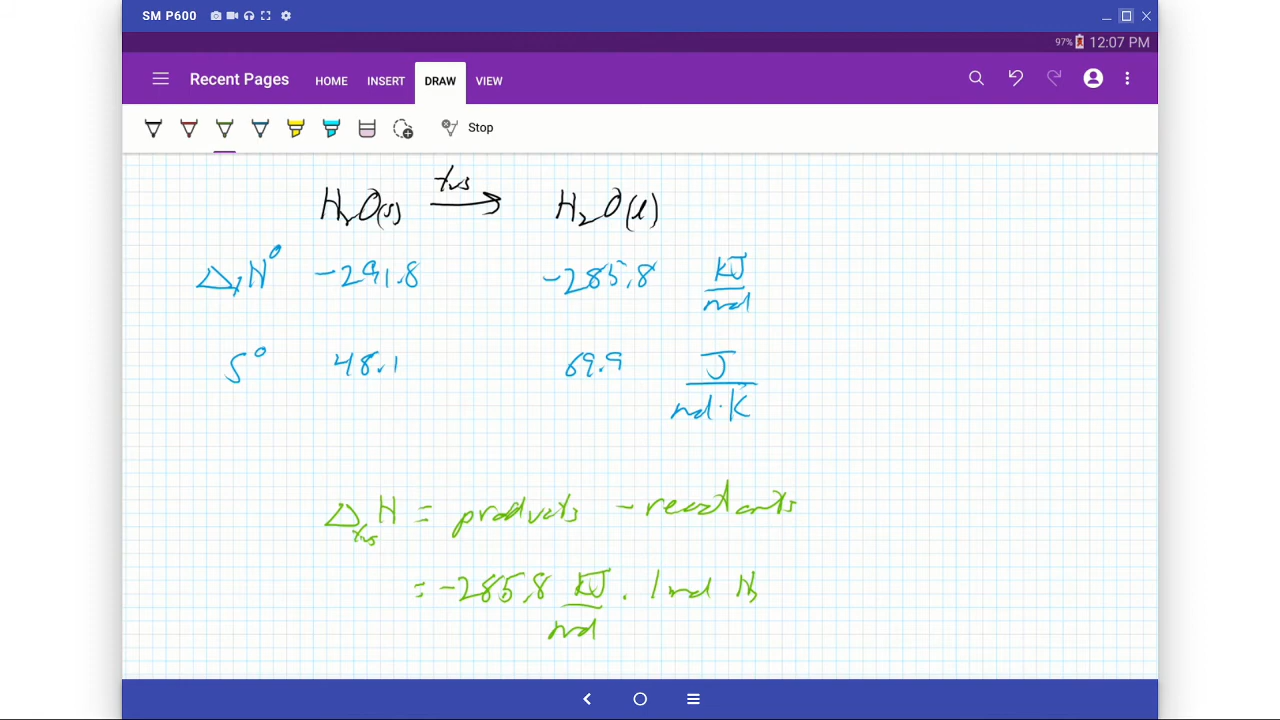 SM P600
97% 12:07 PM
Recent Pages HOME INSERT DRAW VIEW
Stop
H₂O(s) —fus→ H₂O(l)
ΔfH° -291.8 -285.8 kJ/mol
S° 48.1 69.9 J/mol·K
ΔfusH = products - reactants
= -285.8 kJ/mol · 1 mol H₂